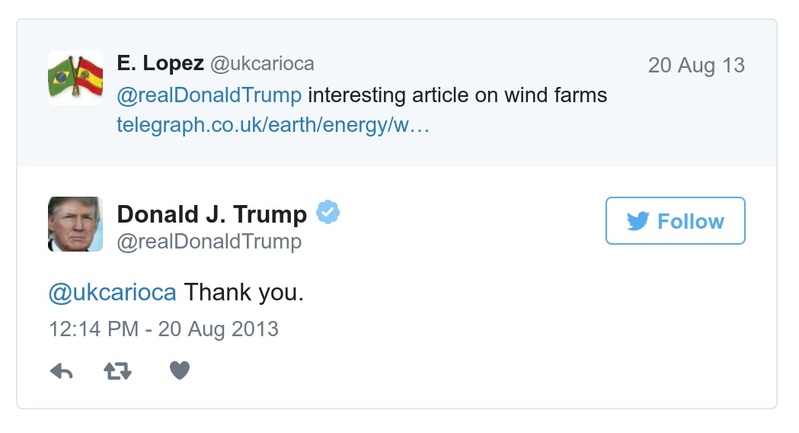 E. Lopez @ukcarioca 20 Aug 13
@realDonaldTrump interesting article on wind farms
telegraph.co.uk/earth/energy/w…
Donald J. Trump
@realDonaldTrump
Follow
@ukcarioca Thank you.
12:14 PM - 20 Aug 2013